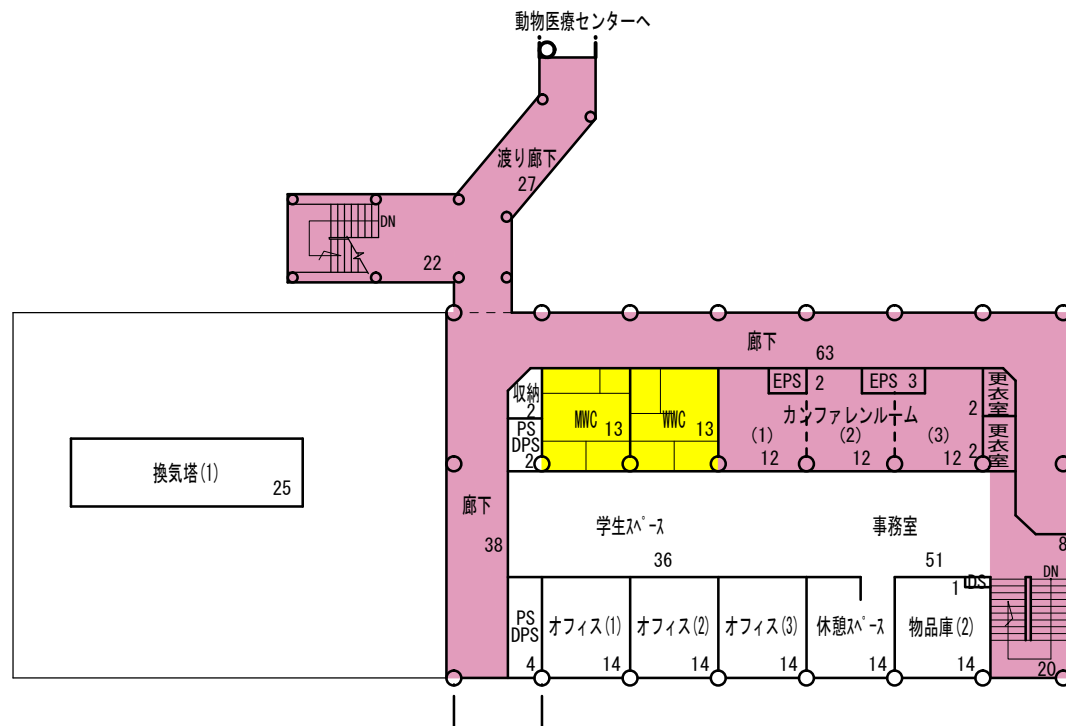 動物医療センターへ
渡り廊下
27
DN
22
廊下
63
収納
2
PS
DPS
2
MWC
13
WWC
13
EPS
2
EPS 3
カンファレンルーム
(1)
(2)
(3)
12
12
12
更衣室
2
更衣室
2
換気塔(1)
25
廊下
38
学生スペース
36
事務室
51
8
DS
1
DN
20
PS
DPS
4
オフィス(1)
14
オフィス(2)
14
オフィス(3)
14
休憩スペース
14
物品庫(2)
14